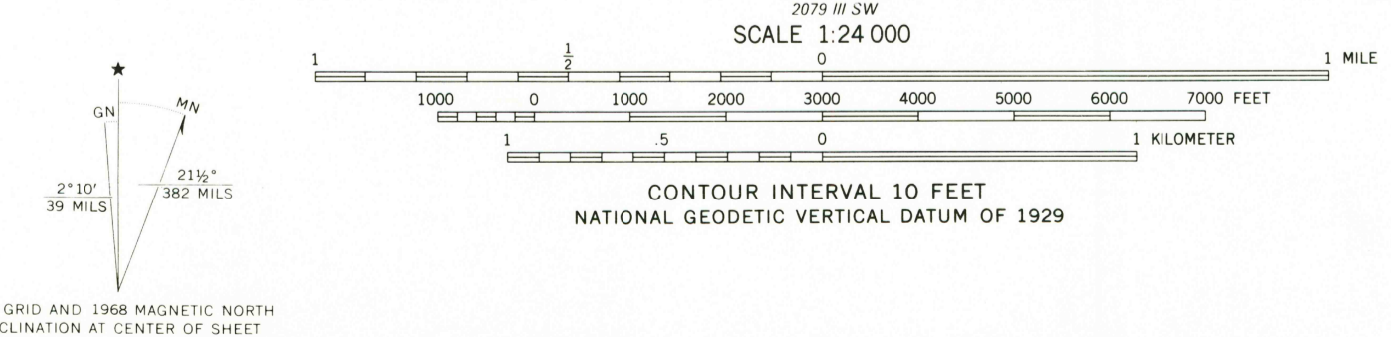 2079 III SW
SCALE 1:24 000
1 ½ 0 1 MILE
1000 0 1000 2000 3000 4000 5000 6000 7000 FEET
1 .5 0 1 KILOMETER
CONTOUR INTERVAL 10 FEET
NATIONAL GEODETIC VERTICAL DATUM OF 1929
★
GN
MN
2°10′
39 MILS
21½°
382 MILS
GRID AND 1968 MAGNETIC NORTH
CLINATION AT CENTER OF SHEET